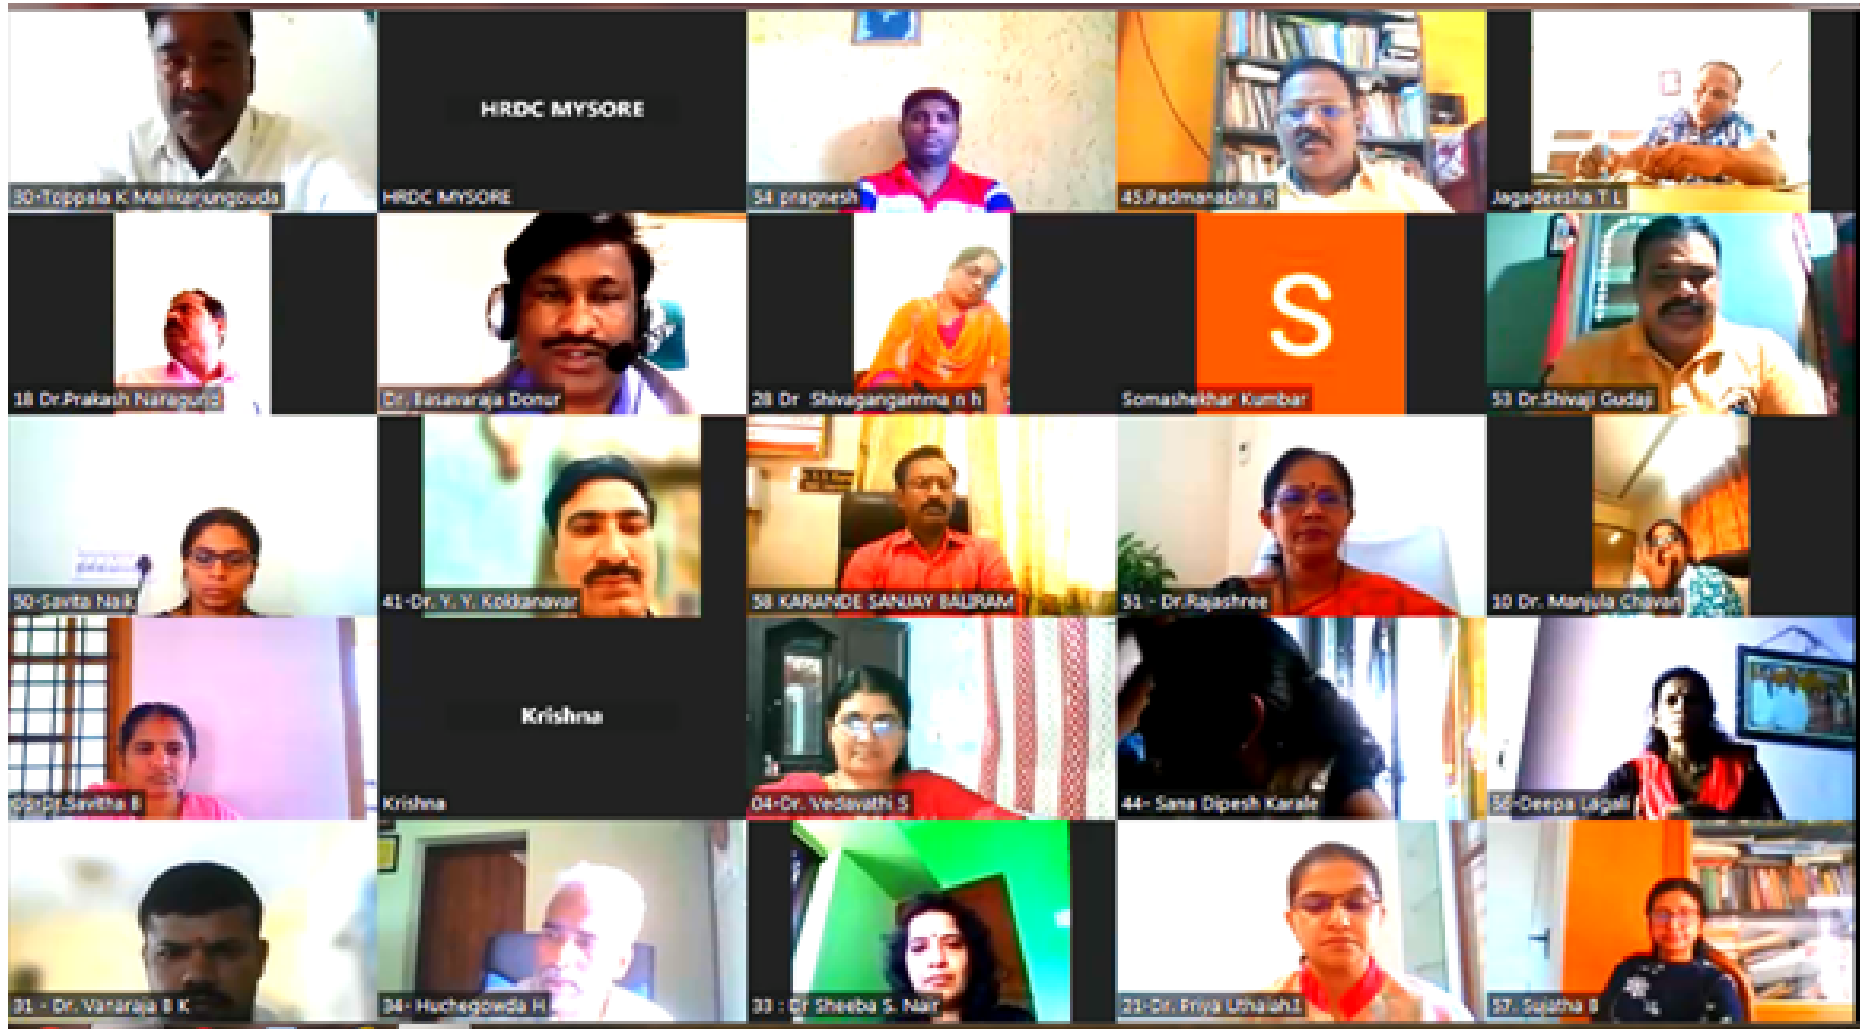 30-Toppala K Mallikarjungouda
HRDC MYSORE
HRDC MYSORE
54 pragnesh
45.Padmanabha R
Jagadeesha T L
18 Dr.Prakash Naragund
Dr. Basavaraja Donur
28 Dr Shivagangamma n h
S
Somashekhar Kumbar
53 Dr.Shivaji Gudaji
50-Savita Naik
41-Dr. Y. Y. Kokkanavar
58 KARANDE SANJAY BALIRAM
51 - Dr.Rajashree
10 Dr. Manjula Chavan
Dr.Savitha B
Krishna
Krishna
04-Dr. Vedavathi S
44- Sana Dipesh Karale
56-Deepa Lagali
31 - Dr. Vanaraja B K
34- Huchegowda H
33 : Dr Sheeba S. Nair
21-Dr. Priya Uthaiah.I
57. Sujatha B